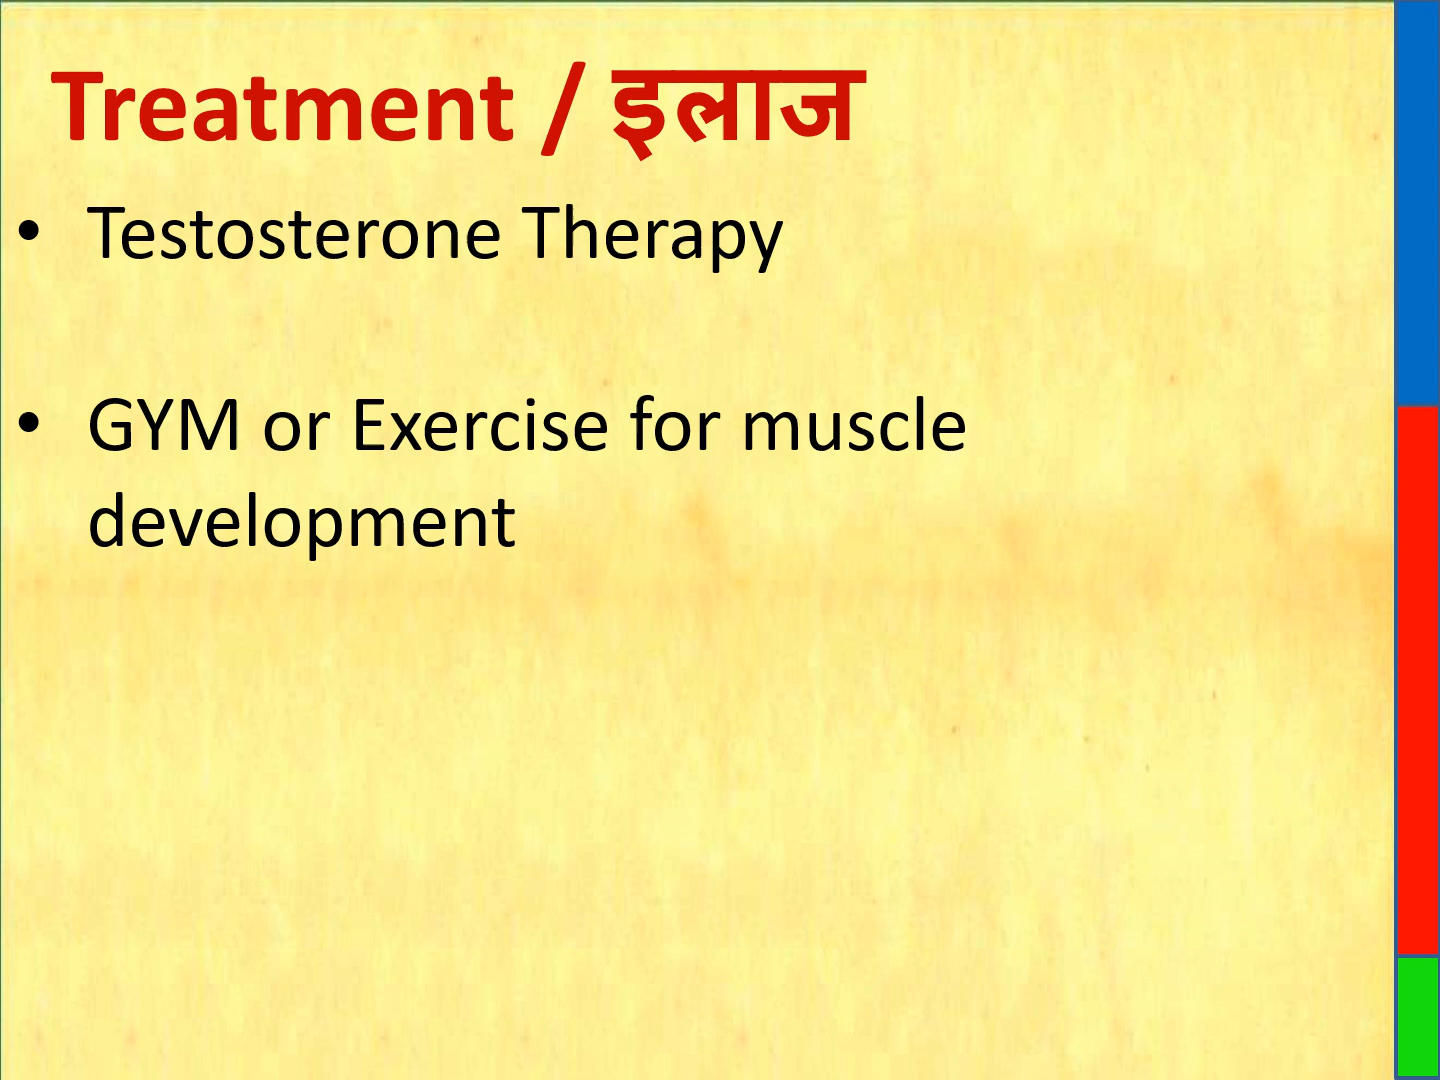 Treatment / इलाज
• Testosterone Therapy
• GYM or Exercise for muscle
development